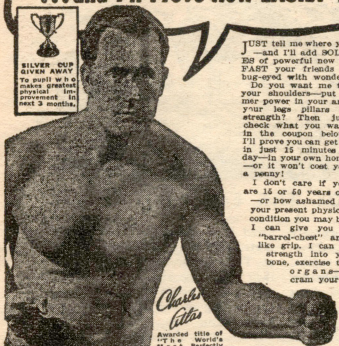 SILVER CUP
GIVEN AWAY
To pupil who
makes greatest
physical im-
provement in
next 3 months.
JUST tell me where y
—and I'll add SOL
ES of powerful new
FAST your friends
bug-eyed with wonde
Do you want me t
your shoulders—put
mer power in your ar
your legs pillars
strength? Then ju
check what you wa
in the coupon belo
I'll prove you can get
in just 15 minutes
day—in your own hon
—or it won't cost yo
a penny!
I don't care if yo
are 15 or 50 years o
—or how ashamed
your present physic
condition you may b
I can give you
"barrel-chest" an
like grip. I can
strength into y
bone, exercise t
organs—
cram your
Charles
Atlas
Awarded title of
"The World's